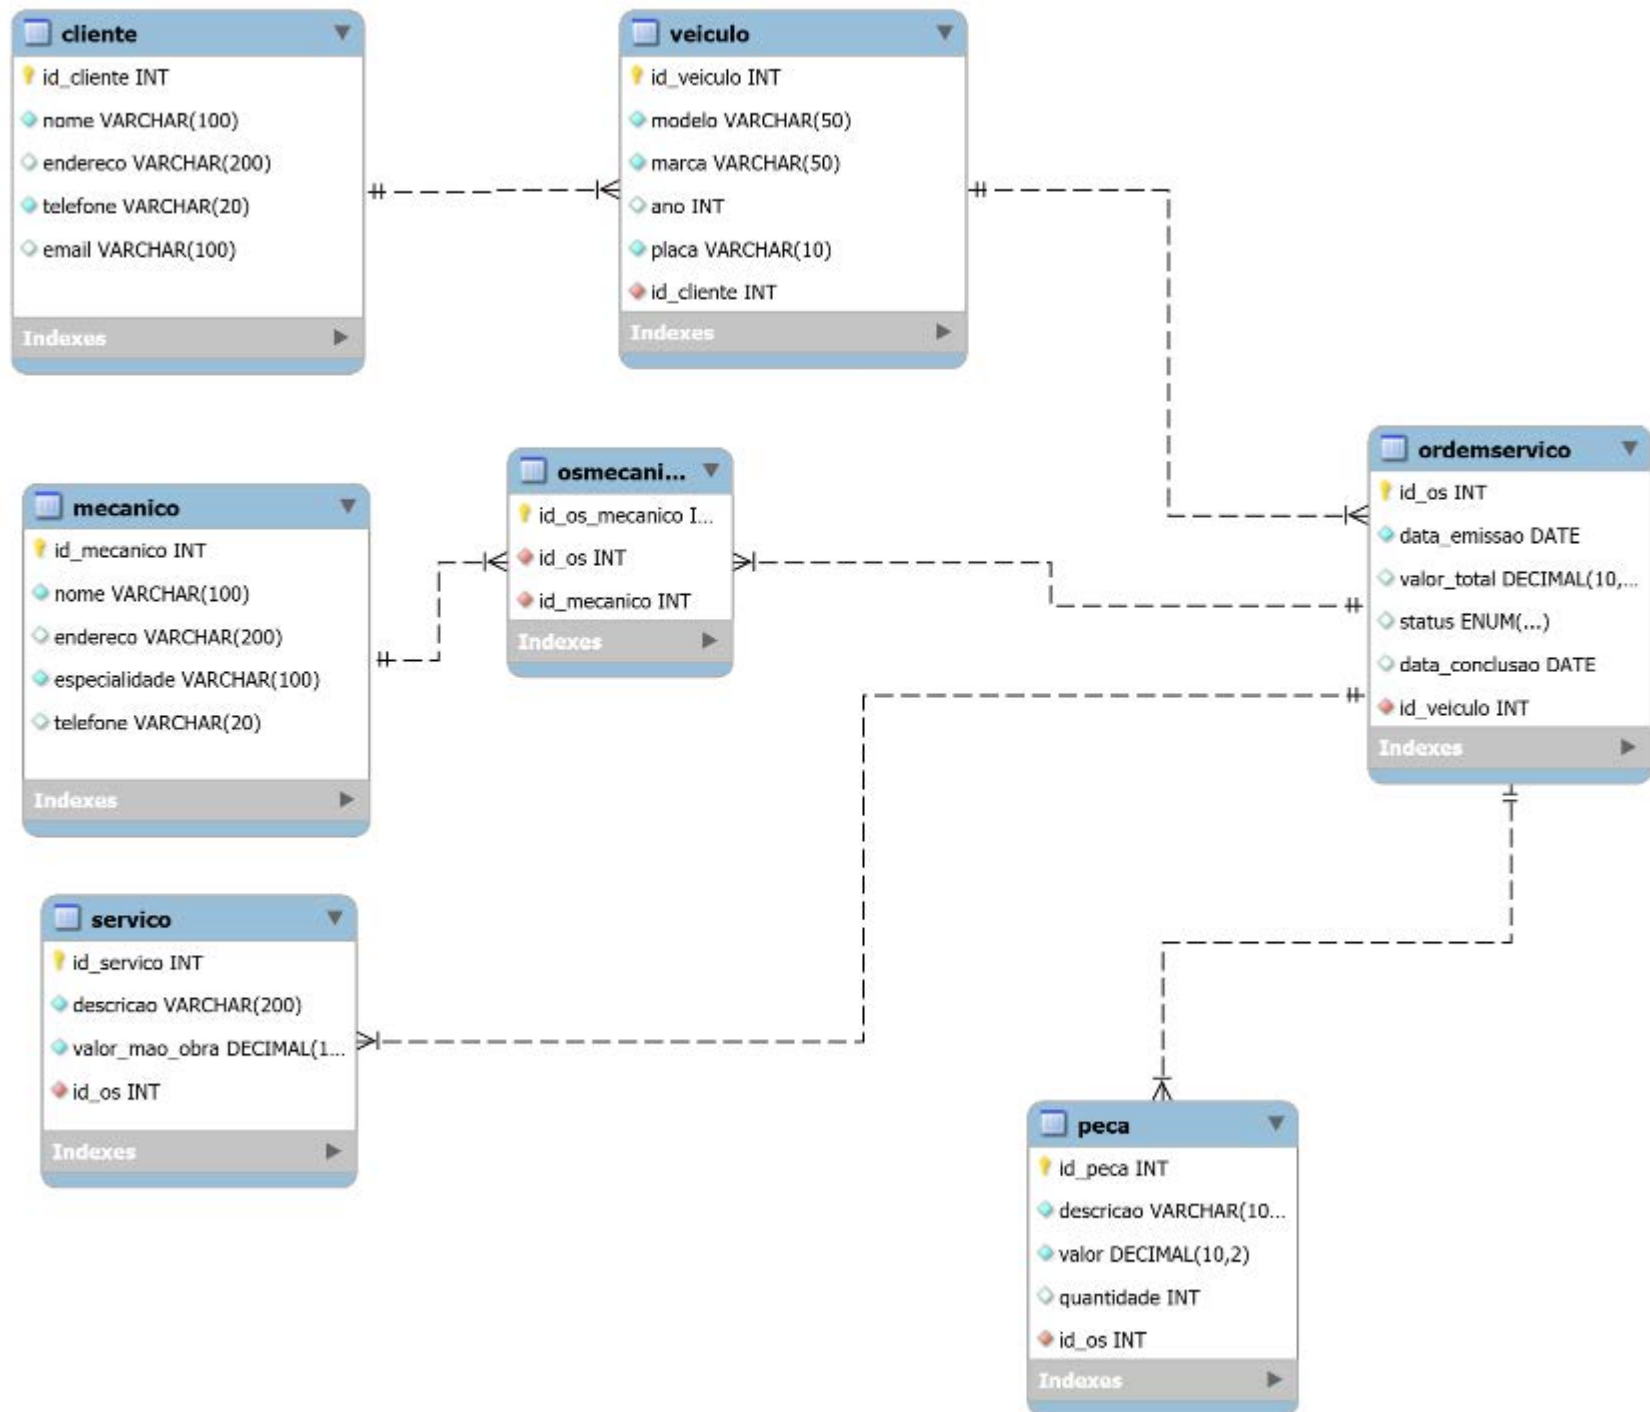 cliente
id_cliente INT
nome VARCHAR(100)
endereco VARCHAR(200)
telefone VARCHAR(20)
email VARCHAR(100)
Indexes
veiculo
id_veiculo INT
modelo VARCHAR(50)
marca VARCHAR(50)
ano INT
placa VARCHAR(10)
id_cliente INT
Indexes
mecanico
id_mecanico INT
nome VARCHAR(100)
endereco VARCHAR(200)
especialidade VARCHAR(100)
telefone VARCHAR(20)
Indexes
osmecani...
id_os_mecanico I...
id_os INT
id_mecanico INT
Indexes
ordemservico
id_os INT
data_emissao DATE
valor_total DECIMAL(10,...
status ENUM(...)
data_conclusao DATE
id_veiculo INT
Indexes
servico
id_servico INT
descricao VARCHAR(200)
valor_mao_obra DECIMAL(1...
id_os INT
Indexes
peca
id_peca INT
descricao VARCHAR(10...
valor DECIMAL(10,2)
quantidade INT
id_os INT
Indexes